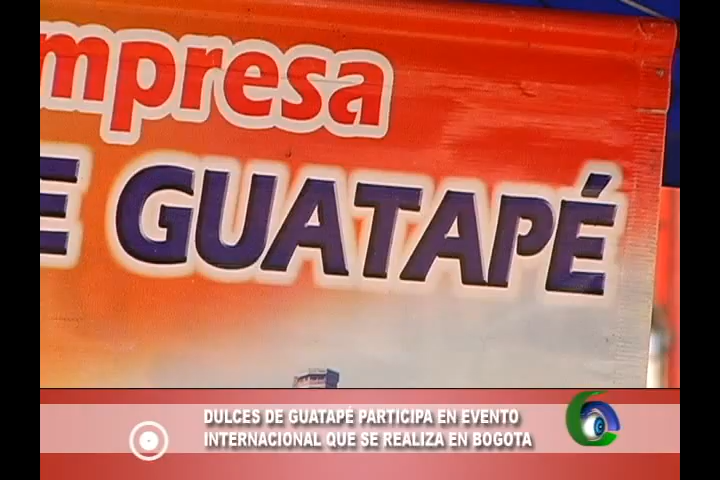 mpresa
E GUATAPÉ
DULCES DE GUATAPÉ PARTICIPA EN EVENTO
INTERNACIONAL QUE SE REALIZA EN BOGOTA